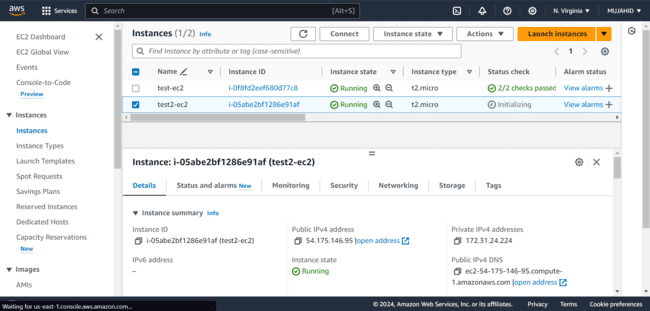 aws
Services
Search
[Alt+S]
N. Virginia
MUJAHID
EC2 Dashboard
EC2 Global View
Events
Console-to-Code
Preview
Instances
Instances
Instance Types
Launch Templates
Spot Requests
Savings Plans
Reserved Instances
Dedicated Hosts
Capacity Reservations
New
Images
AMIs
Instances (1/2) Info
Connect
Instance state
Actions
Launch instances
Find Instance by attribute or tag (case-sensitive)
1
Name
Instance ID
Instance state
Instance type
Status check
Alarm status
test-ec2 i-0f8fd2eef680d77c8 Running t2.micro 2/2 checks passed View alarms
test2-ec2 i-05abe2bf1286e91af Running t2.micro Initializing View alarms
Instance: i-05abe2bf1286e91af (test2-ec2)
Details
Status and alarms New
Monitoring
Security
Networking
Storage
Tags
Instance summary Info
Instance ID
i-05abe2bf1286e91af (test2-ec2)
Public IPv4 address
54.175.146.95 |open address
Private IPv4 addresses
172.31.24.224
IPv6 address
–
Instance state
Running
Public IPv4 DNS
ec2-54-175-146-95.compute-
1.amazonaws.com |open address
Waiting for us-east-1.console.aws.amazon.com...
© 2024, Amazon Web Services, Inc. or its affiliates.
Privacy
Terms
Cookie preferences